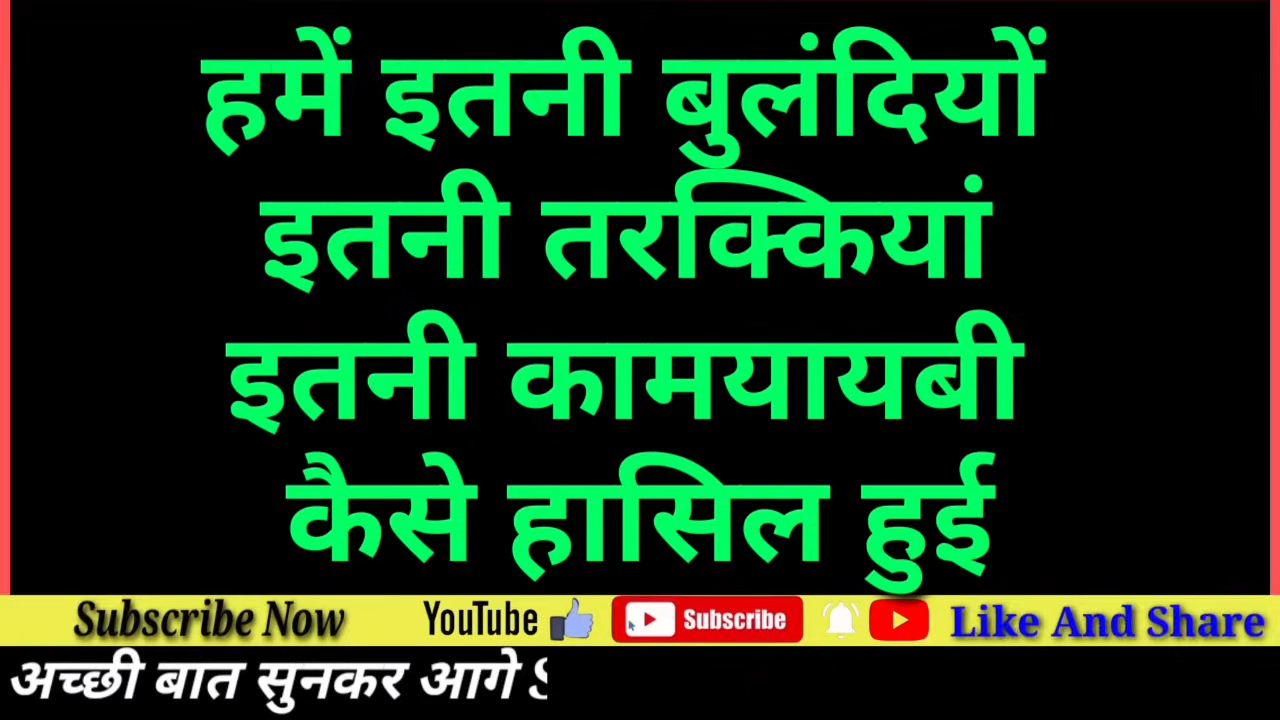 हमें इतनी बुलंदियों
इतनी तरक्कियां
इतनी कामयायबी
कैसे हासिल हुई
Subscribe Now YouTube Subscribe Like And Share
अच्छी बात सुनकर आगे S